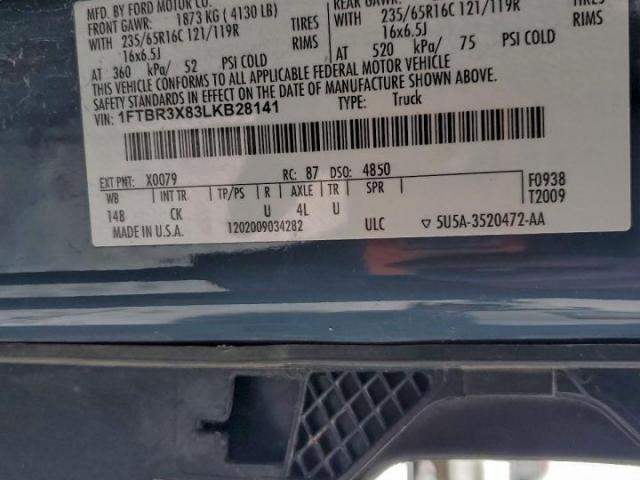 MFD. BY FORD MOTOR CO.
FRONT GAWR: 1873 KG ( 4130 LB)
WITH 235/65R16C 121/119R TIRES
16x6.5J RIMS
AT 360 kPa/ 52 PSI COLD
REAR GAWR:
WITH 235/65R16C 121/119R
16x6.5J RIMS
AT 520 kPa/ 75 PSI COLD
THIS VEHICLE CONFORMS TO ALL APPLICABLE FEDERAL MOTOR VEHICLE
SAFETY STANDARDS IN EFFECT ON THE DATE OF MANUFACTURE SHOWN ABOVE.
VIN: 1FTBR3X83LKB28141 TYPE: Truck
EXT PNT: X0079 RC: 87 DSO: 4850
WB INT TR TP/PS R AXLE TR SPR F0938
148 CK U 4L U T2009
MADE IN U.S.A. 1202009034282 ULC ▽ 5U5A-3520472-AA